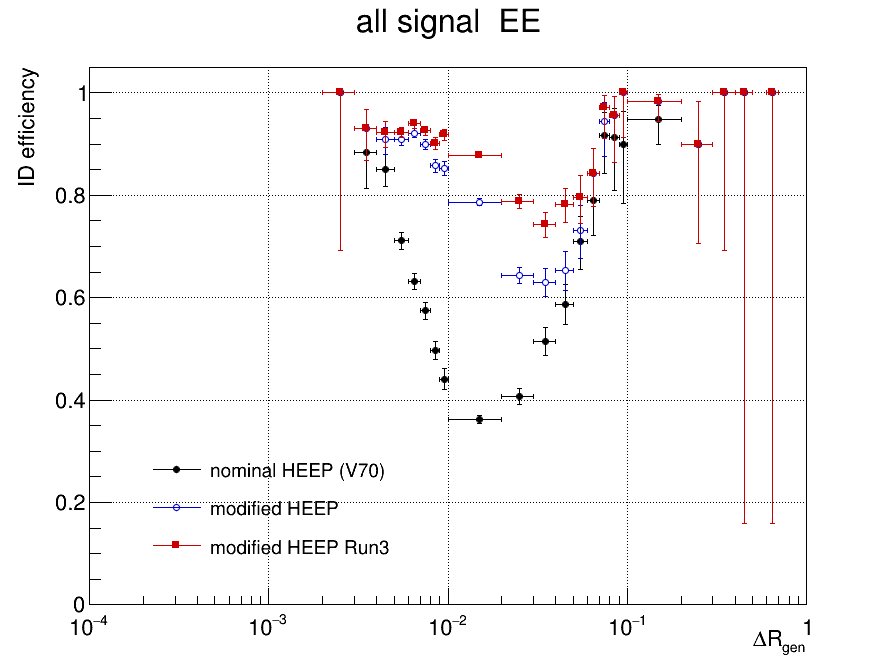 all signal EE
ID efficiency
1
0.8
0.6
0.4
0.2
0
nominal HEEP (V70)
modified HEEP
modified HEEP Run3
10⁻⁴ 10⁻³ 10⁻² 10⁻¹ 1
ΔR_gen